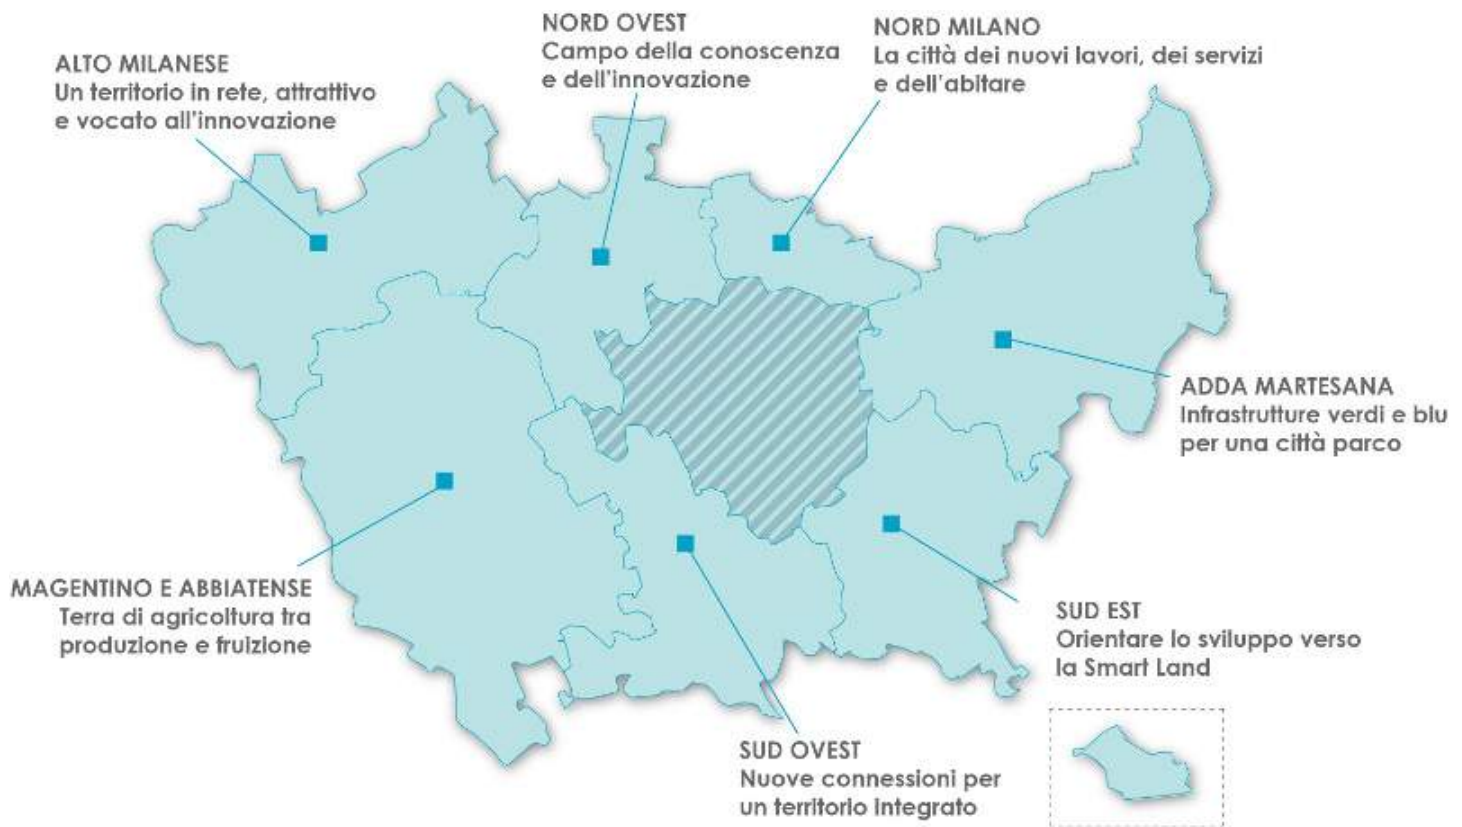 ALTO MILANESE
Un territorio in rete, attrattivo
e vocato all'innovazione
NORD OVEST
Campo della conoscenza
e dell'innovazione
NORD MILANO
La città dei nuovi lavori, dei servizi
e dell'abitare
ADDA MARTESANA
Infrastrutture verdi e blu
per una città parco
MAGENTINO E ABBIATENSE
Terra di agricoltura tra
produzione e fruizione
SUD EST
Orientare lo sviluppo verso
la Smart Land
SUD OVEST
Nuove connessioni per
un territorio integrato